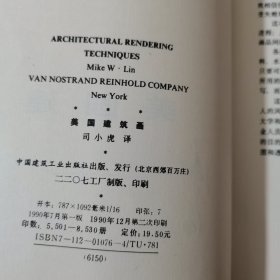 ARCHITECTURAL RENDERING
TECHNIQUES
Mike W·Lin
VAN NOSTRAND REINHOLD COMPANY
New York
美国建筑画
司小虎 译
中国建筑工业出版社出版、发行（北京西郊百万庄）
二二〇七工厂制版、印刷
开本：787×1092毫米1/16 印张：7
1990年7月第一版 1990年12月第二次印刷
印数：5,501—8,530册 定价：19.50元
ISBN7—112—01076—4/TU·781
(6150)